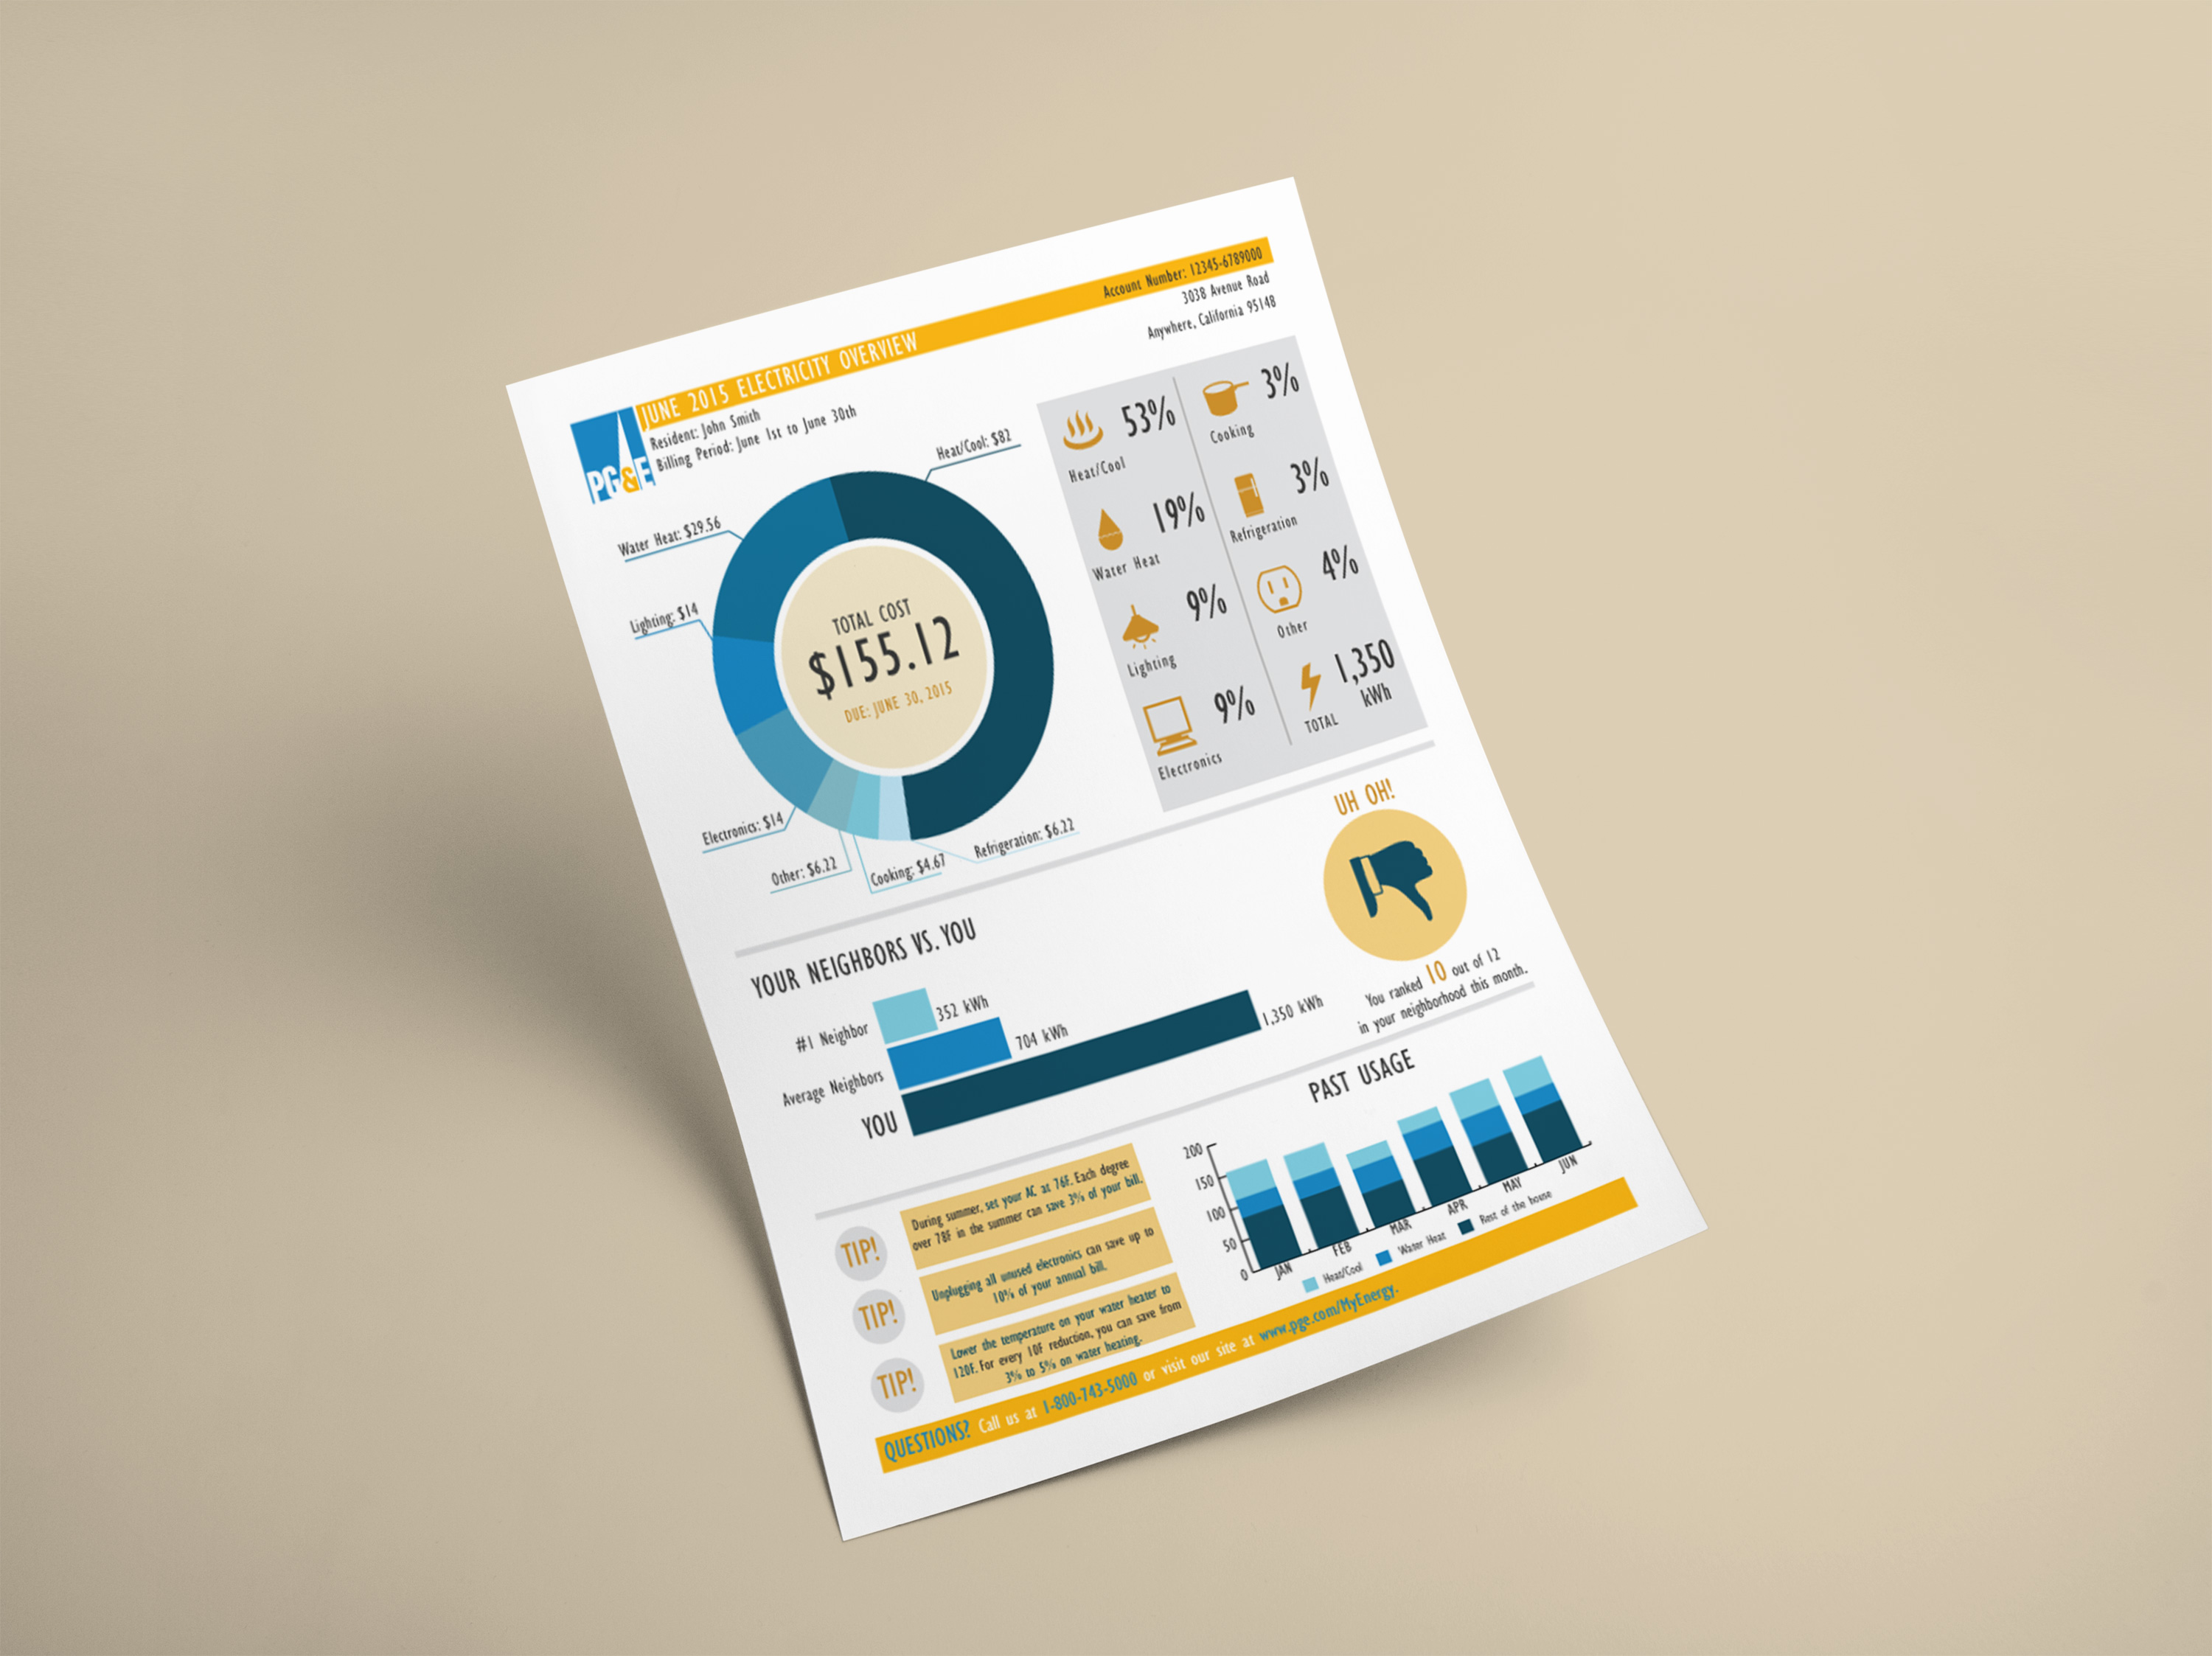 JUNE 2015 ELECTRICITY OVERVIEW
Account Number: 12345-6789000
PG&E
Resident: John Smith
Billing Period: June 1st to June 30th
3038 Avenue Road
Anywhere, California 95148
Heat/Cool: $82
Water Heat: $29.56
Lighting: $14
Electronics: $14
Other: $6.22
Cooking: $4.67
Refrigeration: $6.22
TOTAL COST
$155.12
DUE: JUNE 30, 2015
53%
Heat/Cool
19%
Water Heat
9%
Lighting
9%
Electronics
3%
Cooking
3%
Refrigeration
4%
Other
1,350
kWh
TOTAL
YOUR NEIGHBORS VS. YOU
#1 Neighbor
352 kWh
Average Neighbors
704 kWh
YOU
1,350 kWh
UH OH!
You ranked 10 out of 12
in your neighborhood this month.
TIP!
During summer, set your AC at 76F. Each degree
over 78F in the summer can save 3% of your bill.
TIP!
Unplugging all unused electronics can save up to
10% of your annual bill.
TIP!
Lower the temperature on your water heater to
120F. For every 10F reduction, you can save from
3% to 5% on water heating.
PAST USAGE
200
150
100
50
0
JAN
FEB
MAR
APR
MAY
JUN
Heat/Cool
Water Heat
Rest of the house
QUESTIONS? Call us at 1-800-743-5000 or visit our site at www.pge.com/MyEnergy.